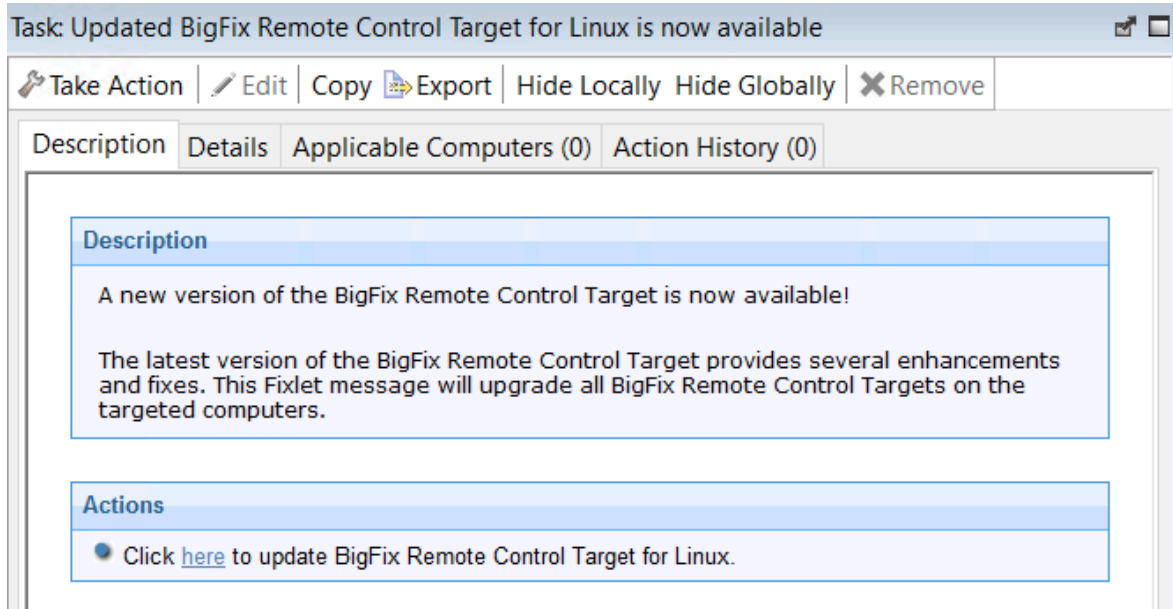 Task: Updated BigFix Remote Control Target for Linux is now available
Take Action Edit Copy Export Hide Locally Hide Globally Remove
Description Details Applicable Computers (0) Action History (0)
Description
A new version of the BigFix Remote Control Target is now available!
The latest version of the BigFix Remote Control Target provides several enhancements
and fixes. This Fixlet message will upgrade all BigFix Remote Control Targets on the
targeted computers.
Actions
Click here to update BigFix Remote Control Target for Linux.